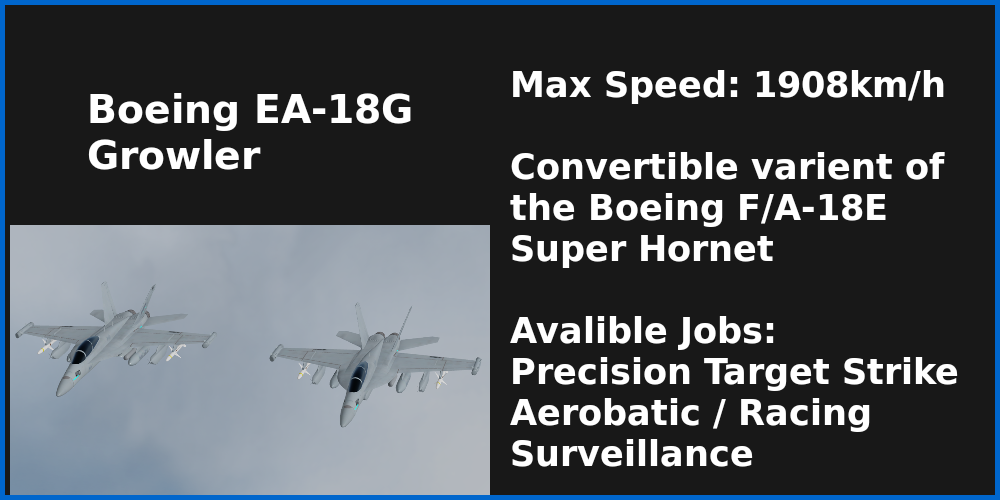 Boeing EA-18G
Growler
Max Speed: 1908km/h
Convertible varient of
the Boeing F/A-18E
Super Hornet
Avalible Jobs:
Precision Target Strike
Aerobatic / Racing
Surveillance